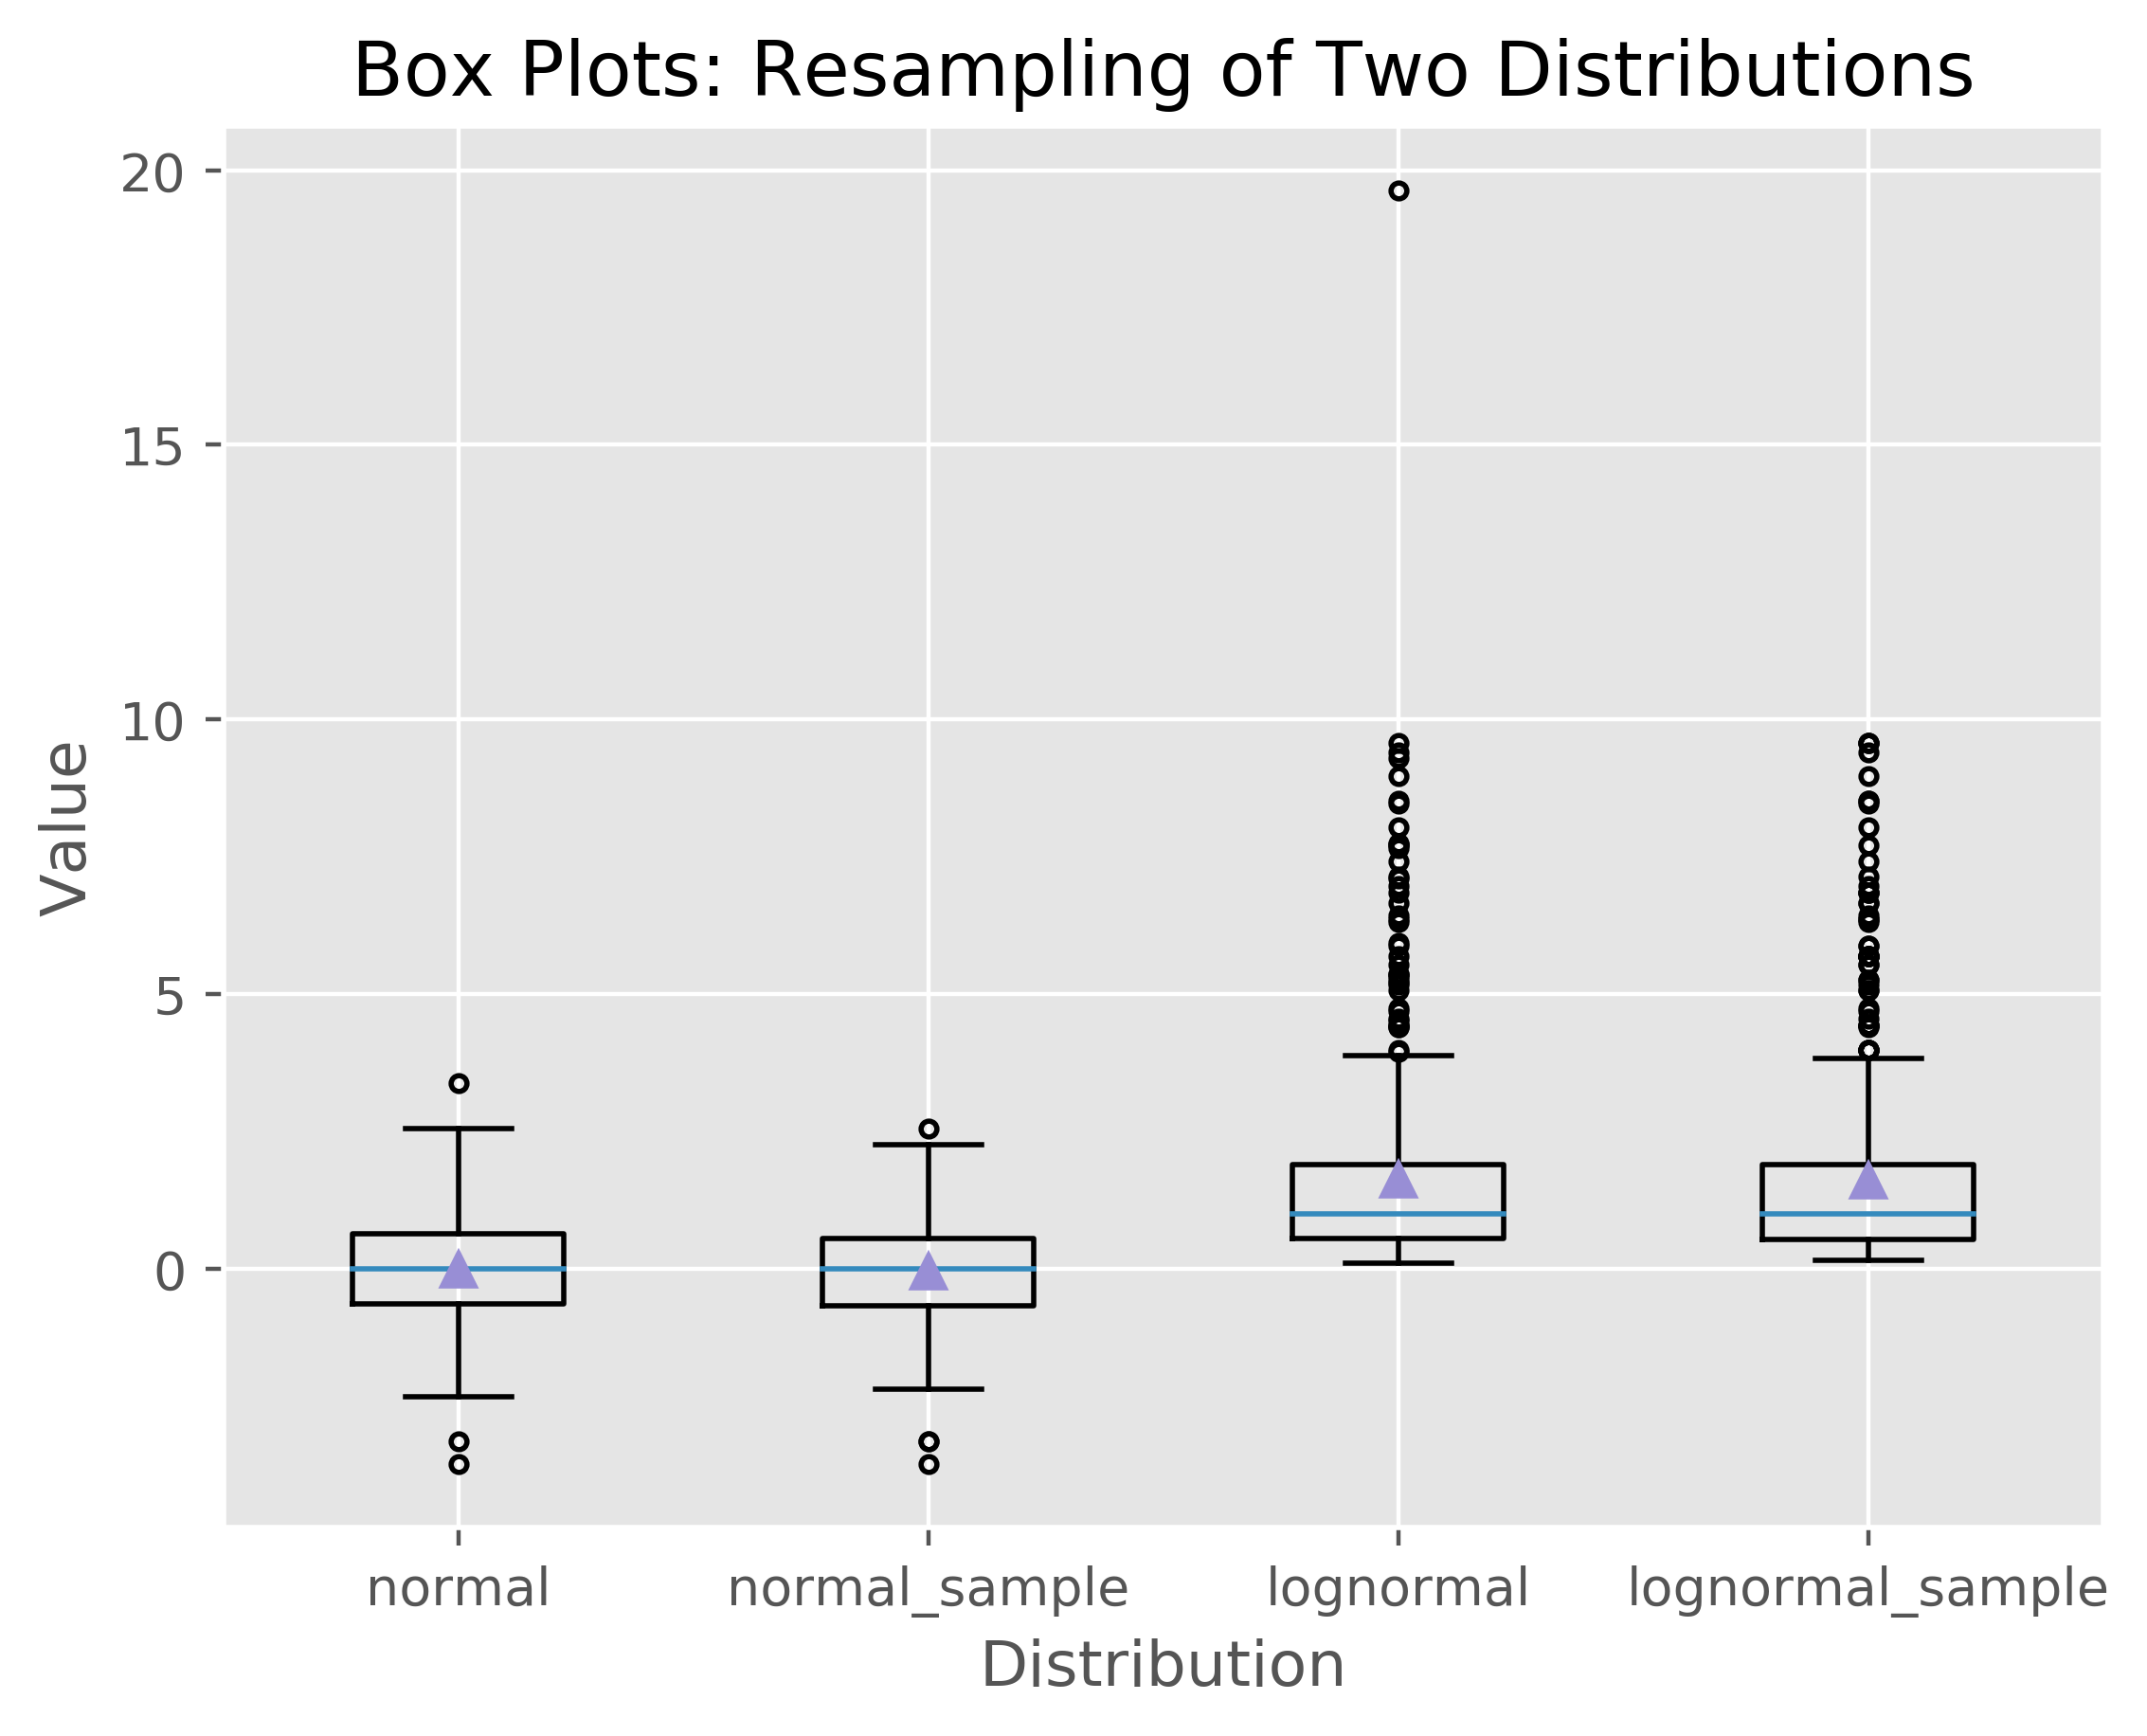 Box Plots: Resampling of Two Distributions
20
15
10
5
0
Value
normal normal_sample lognormal lognormal_sample
Distribution